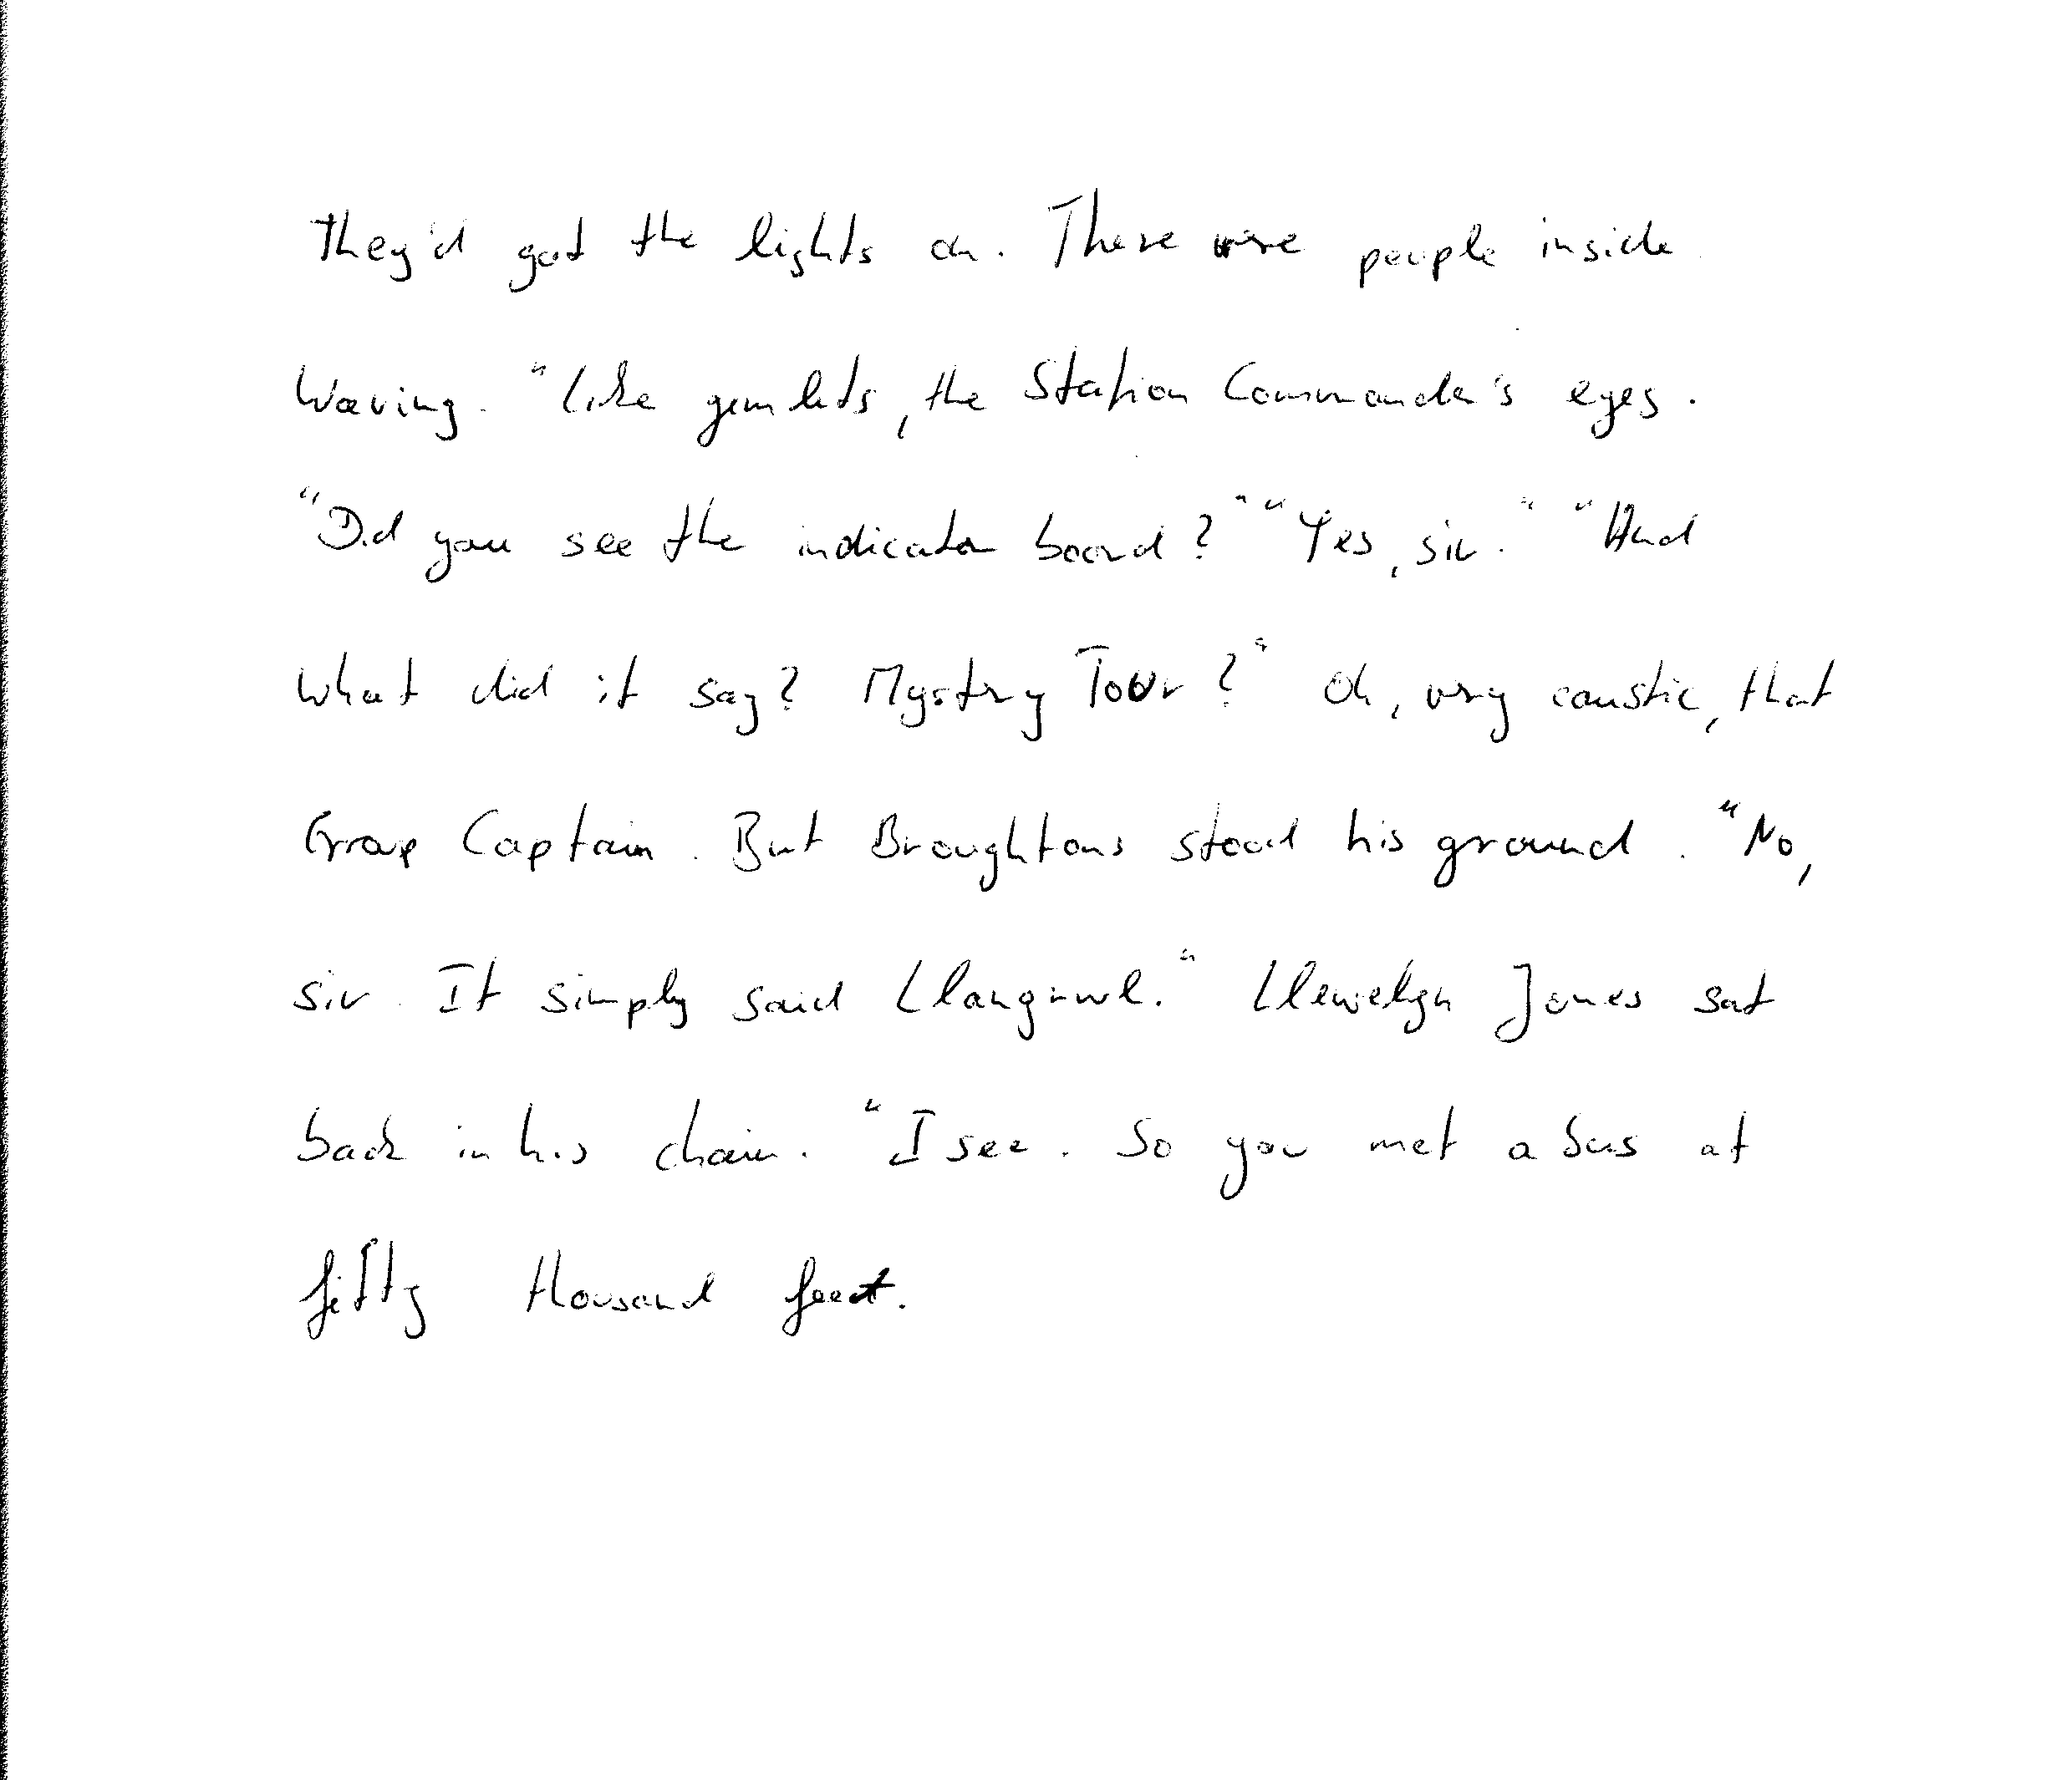 They'd got the lights on. There were people inside
waving. "Like gimlets, the Station Commander's eyes.
"Did you see the indicator board?" "Yes, sir." "And
what did it say? Mystery Tour?" Oh, very caustic, that
Group Captain. But Broughtons stood his ground. "No,
sir. It simply said Llangrwl." Llewelyn Jones sat
back in his chair. "I see. So you met a bus at
fifty thousand feet.